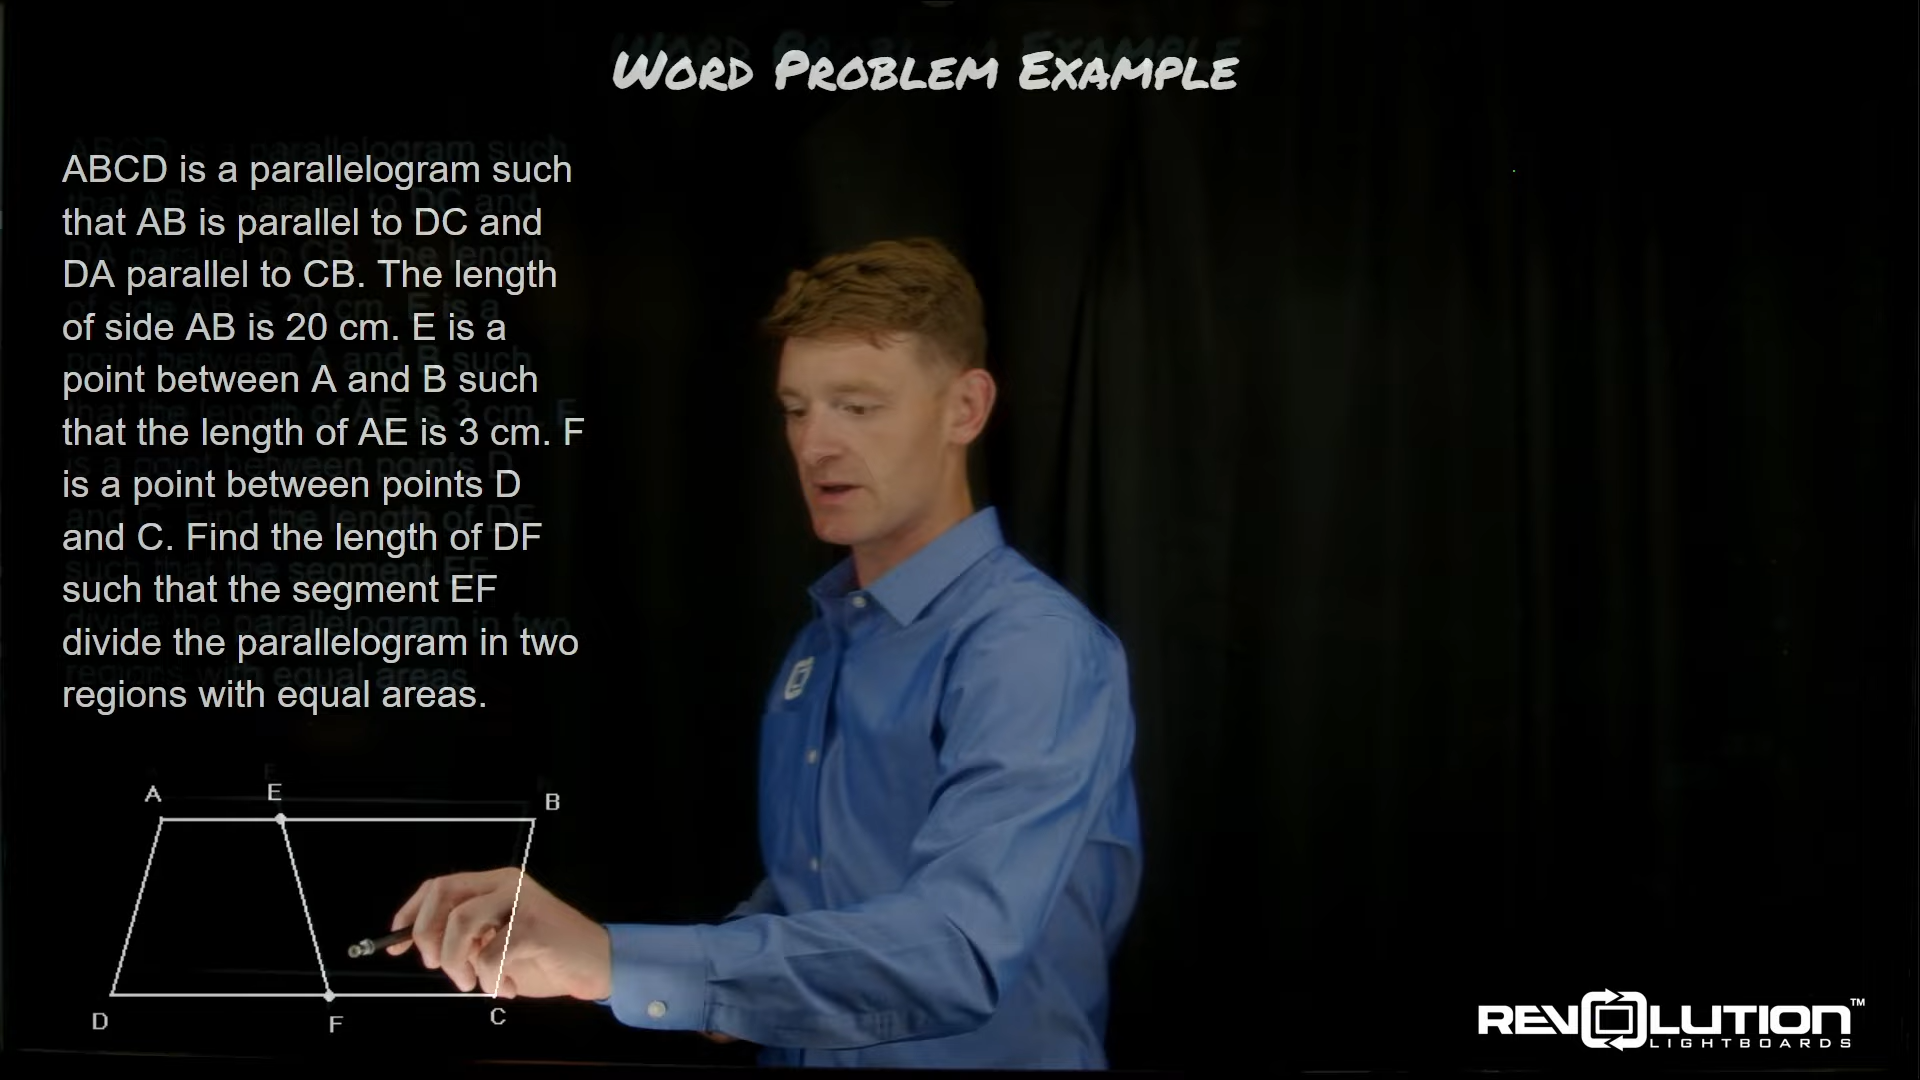 Word Problem Example
ABCD is a parallelogram such
that AB is parallel to DC and
DA parallel to CB. The length
of side AB is 20 cm. E is a
point between A and B such
that the length of AE is 3 cm. F
is a point between points D
and C. Find the length of DF
such that the segment EF
divide the parallelogram in two
regions with equal areas.
A E B
D F C
REVOLUTION™
LIGHTBOARDS